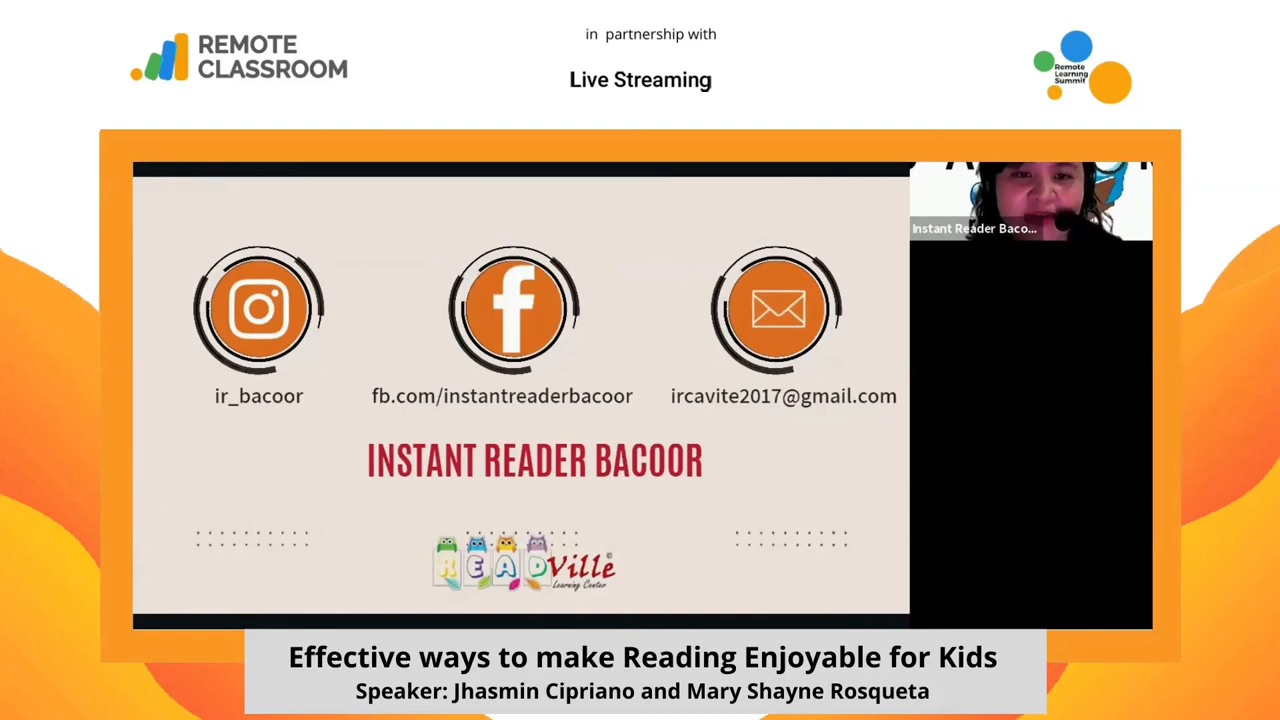 REMOTE
CLASSROOM
in partnership with
Live Streaming
Remote
Learning
Summit
Instant Reader Baco...
ir_bacoor
fb.com/instantreaderbacoor
ircavite2017@gmail.com
INSTANT READER BACOOR
READVille©
Learning Center
Effective ways to make Reading Enjoyable for Kids
Speaker: Jhasmin Cipriano and Mary Shayne Rosqueta